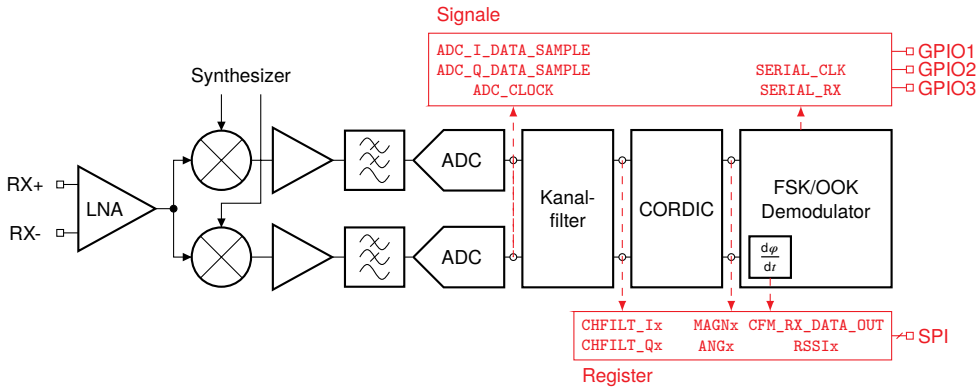 Signale
ADC_I_DATA_SAMPLE
ADC_Q_DATA_SAMPLE
ADC_CLOCK
SERIAL_CLK
SERIAL_RX
GPIO1
GPIO2
GPIO3
Synthesizer
RX+
RX-
LNA
ADC
ADC
Kanal-
filter
CORDIC
FSK/OOK
Demodulator
dφ
dt
CHFILT_Ix
CHFILT_Qx
MAGNx
ANGx
CFM_RX_DATA_OUT
RSSIx
SPI
Register